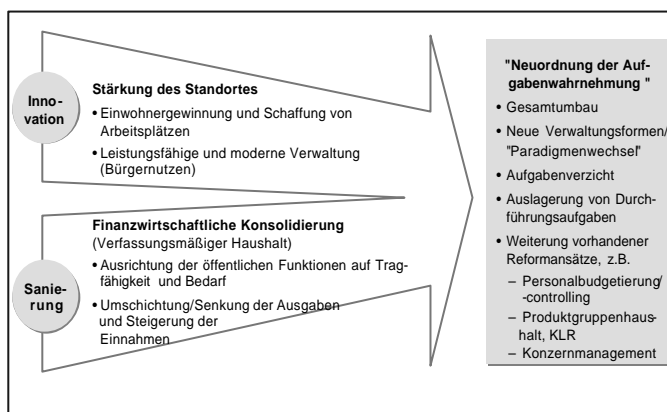 Inno-
vation
Stärkung des Standortes
• Einwohnergewinnung und Schaffung von
Arbeitsplätzen
• Leistungsfähige und moderne Verwaltung
(Bürgernutzen)
Sanie-
rung
Finanzwirtschaftliche Konsolidierung
(Verfassungsmäßiger Haushalt)
• Ausrichtung der öffentlichen Funktionen auf Trag-
fähigkeit und Bedarf
• Umschichtung/Senkung der Ausgaben
und Steigerung der
Einnahmen
"Neuordnung der Auf-
gabenwahrnehmung "
• Gesamtumbau
• Neue Verwaltungsformen/
"Paradigmenwechsel"
• Aufgabenverzicht
• Auslagerung von Durch-
führungsaufgaben
• Weiterung vorhandener
Reformansätze, z.B.
– Personalbudgetierung/
-controlling
– Produktgruppenhaus-
halt, KLR
– Konzernmanagement